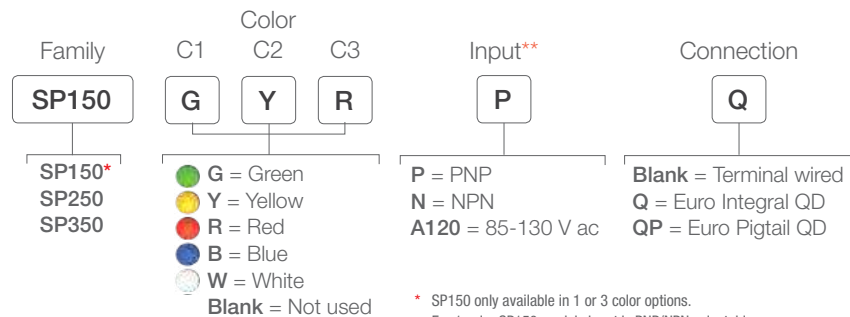 Color
Family C1 C2 C3 Input** Connection
SP150 G Y R P Q
SP150* G = Green P = PNP Blank = Terminal wired
SP250 Y = Yellow N = NPN Q = Euro Integral QD
SP350 R = Red A120 = 85-130 V ac QP = Euro Pigtail QD
B = Blue
W = White
Blank = Not used
* SP150 only available in 1 or 3 color options.